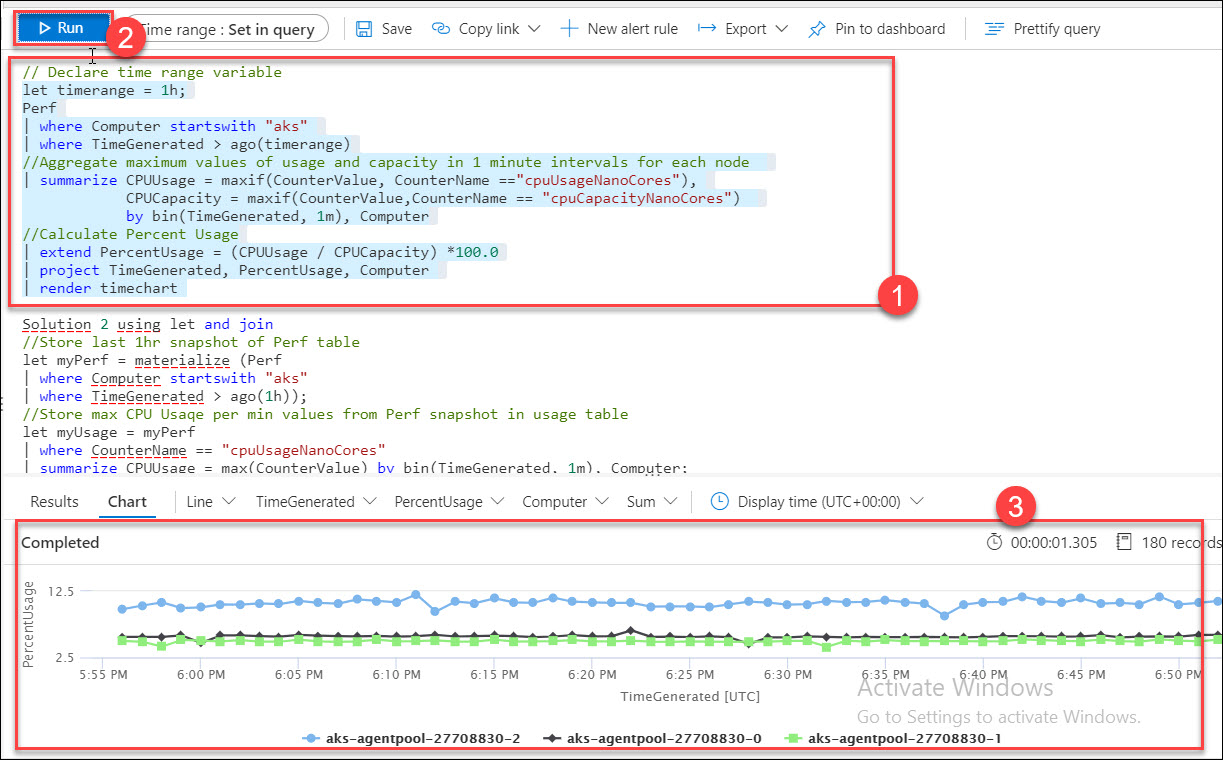 Run
2
Time range : Set in query
Save
Copy link
New alert rule
Export
Pin to dashboard
Prettify query
// Declare time range variable
let timerange = 1h;
Perf
| where Computer startswith "aks"
| where TimeGenerated > ago(timerange)
//Aggregate maximum values of usage and capacity in 1 minute intervals for each node
| summarize CPUUsage = maxif(CounterValue, CounterName =="cpuUsageNanoCores"),
CPUCapacity = maxif(CounterValue,CounterName == "cpuCapacityNanoCores")
by bin(TimeGenerated, 1m), Computer
//Calculate Percent Usage
| extend PercentUsage = (CPUUsage / CPUCapacity) *100.0
| project TimeGenerated, PercentUsage, Computer
| render timechart
1
Solution 2 using let and join
//Store last 1hr snapshot of Perf table
let myPerf = materialize (Perf
| where Computer startswith "aks"
| where TimeGenerated > ago(1h));
//Store max CPU Usaqe per min values from Perf snapshot in usage table
let myUsage = myPerf
| where CounterName == "cpuUsageNanoCores"
| summarize CPUUsage = max(CounterValue) by bin(TimeGenerated, 1m), Computer;
Results
Chart
Line
TimeGenerated
PercentUsage
Computer
Sum
Display time (UTC+00:00)
3
Completed
00:00:01.305
180 records
PercentUsage
12.5
2.5
5:55 PM
6:00 PM
6:05 PM
6:10 PM
6:15 PM
6:20 PM
6:25 PM
6:30 PM
6:35 PM
6:40 PM
6:45 PM
6:50 PM
TimeGenerated [UTC]
Activate Windows
Go to Settings to activate Windows.
aks-agentpool-27708830-2
aks-agentpool-27708830-0
aks-agentpool-27708830-1